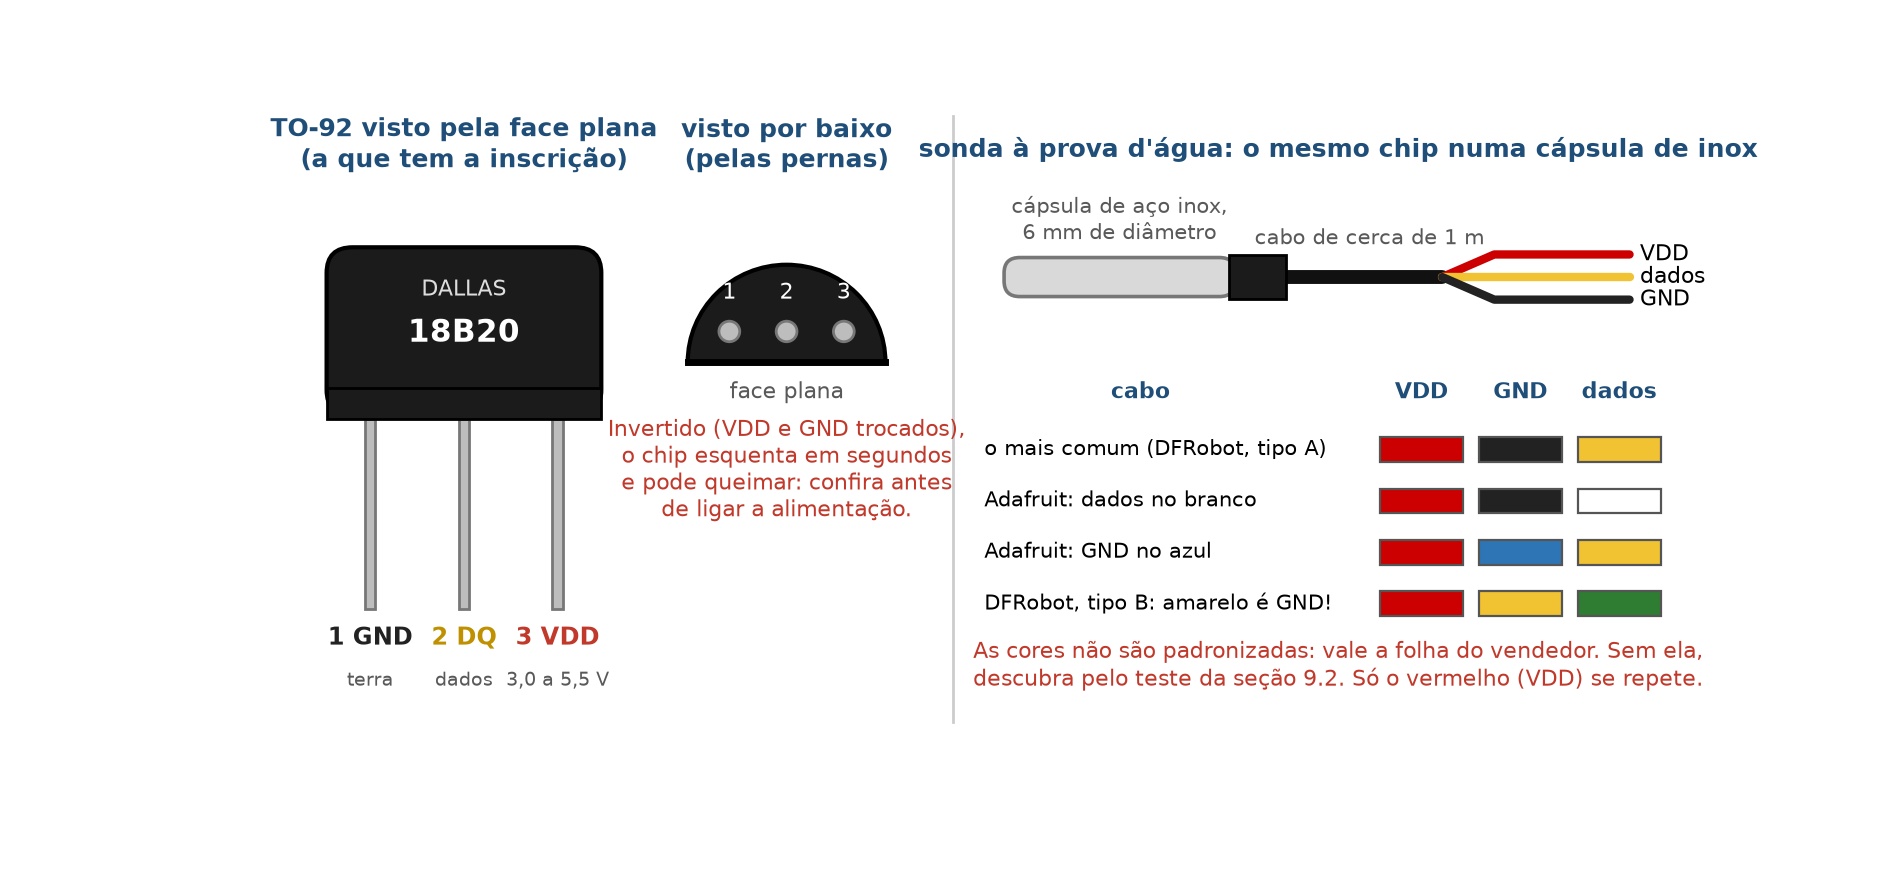 TO-92 visto pela face plana
(a que tem a inscrição)
DALLAS
18B20
1 GND 2 DQ 3 VDD
terra dados 3,0 a 5,5 V
visto por baixo
(pelas pernas)
1 2 3
face plana
Invertido (VDD e GND trocados),
o chip esquenta em segundos
e pode queimar: confira antes
de ligar a alimentação.
sonda à prova d'água: o mesmo chip numa cápsula de inox
cápsula de aço inox,
6 mm de diâmetro
cabo de cerca de 1 m
VDD
dados
GND
cabo VDD GND dados
o mais comum (DFRobot, tipo A)
Adafruit: dados no branco
Adafruit: GND no azul
DFRobot, tipo B: amarelo é GND!
As cores não são padronizadas: vale a folha do vendedor. Sem ela,
descubra pelo teste da seção 9.2. Só o vermelho (VDD) se repete.